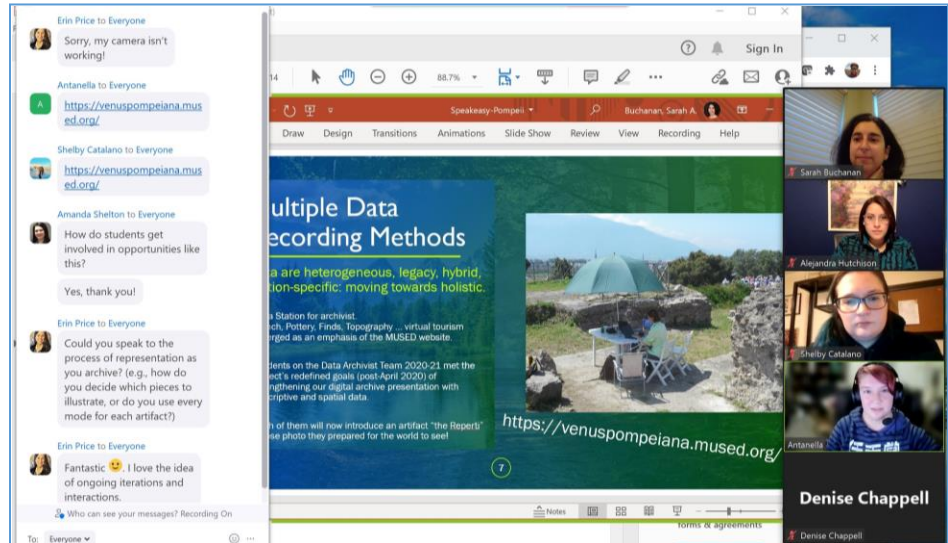 Erin Price to Everyone
Sorry, my camera isn't
working!
Antanella to Everyone
A
https://venuspompeiana.mus
ed.org/
Shelby Catalano to Everyone
https://venuspompeiana.mus
ed.org/
Amanda Shelton to Everyone
How do students get
involved in opportunities like
this?
Yes, thank you!
Erin Price to Everyone
Could you speak to the
process of representation as
you archive? (e.g., how do
you decide which pieces to
illustrate, or do you use every
mode for each artifact?)
Erin Price to Everyone
Fantastic 🙂. I love the idea
of ongoing iterations and
interactions.
Who can see your messages? Recording On
To: Everyone
Sign In
14
88.7%
Speakeasy-Pompeii
Buchanan, Sarah A.
Draw Design Transitions Animations Slide Show Review View Recording Help
ultiple Data
ecording Methods
a are heterogeneous, legacy, hybrid,
tion-specific: moving towards holistic.
a Station for archivist.
ch, Pottery, Finds, Topography ... virtual tourism
erged as an emphasis of the MUSED website.
dents on the Data Archivist Team 2020-21 met the
ect's redefined goals (post-April 2020) of
ngthening our digital archive presentation with
criptive and spatial data.
h of them will now introduce an artifact "the Reperti"
se photo they prepared for the world to see!
https://venuspompeiana.mused.org/
7
Notes
forms & agreements
Sarah Buchanan
Alejandra Hutchison
Shelby Catalano
Antanella
Denise Chappell
Denise Chappell